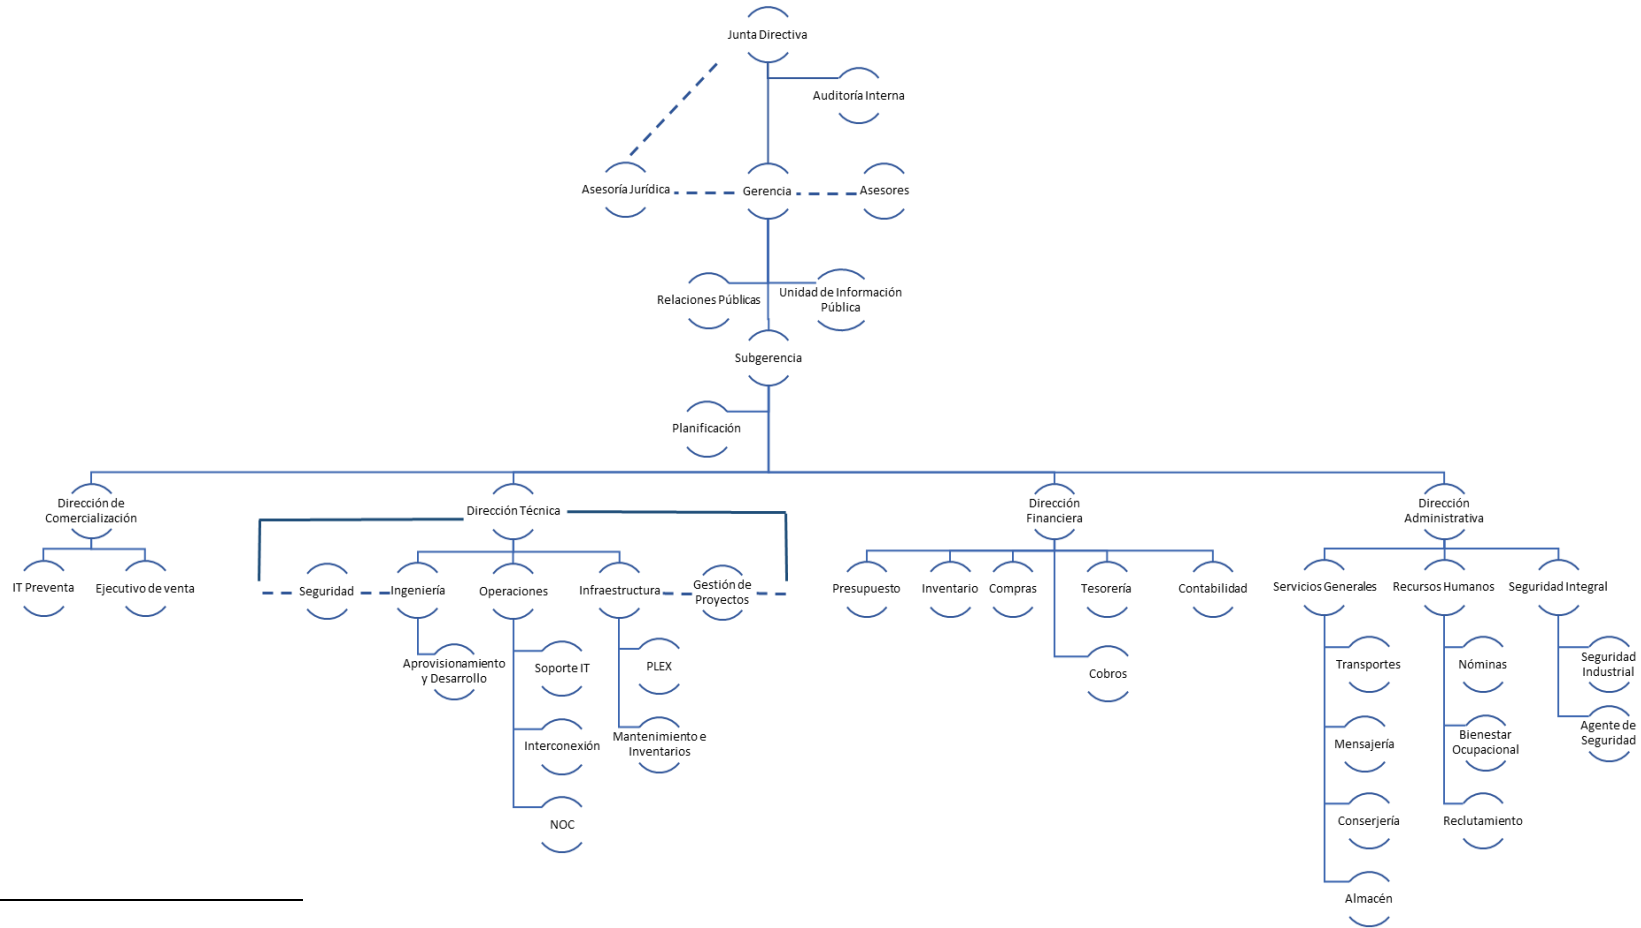 Junta Directiva
Auditoría Interna
Asesoría Jurídica
Gerencia
Asesores
Relaciones Públicas
Unidad de Información
Pública
Subgerencia
Planificación
Dirección de
Comercialización
Dirección Técnica
Dirección
Financiera
Dirección
Administrativa
IT Preventa
Ejecutivo de venta
Seguridad
Ingeniería
Operaciones
Infraestructura
Gestión de
Proyectos
Presupuesto
Inventario
Compras
Tesorería
Contabilidad
Servicios Generales
Recursos Humanos
Seguridad Integral
Aprovisionamiento
y Desarrollo
Soporte IT
PLEX
Cobros
Transportes
Nóminas
Seguridad
Industrial
Interconexión
Mantenimiento e
Inventarios
Mensajería
Bienestar
Ocupacional
Agente de
Seguridad
NOC
Conserjería
Reclutamiento
Almacén